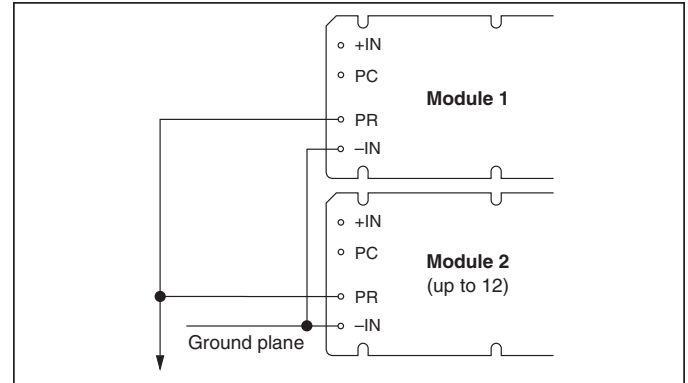 +IN
PC
Module 1
PR
–IN
+IN
PC
Module 2
(up to 12)
PR
–IN
Ground plane